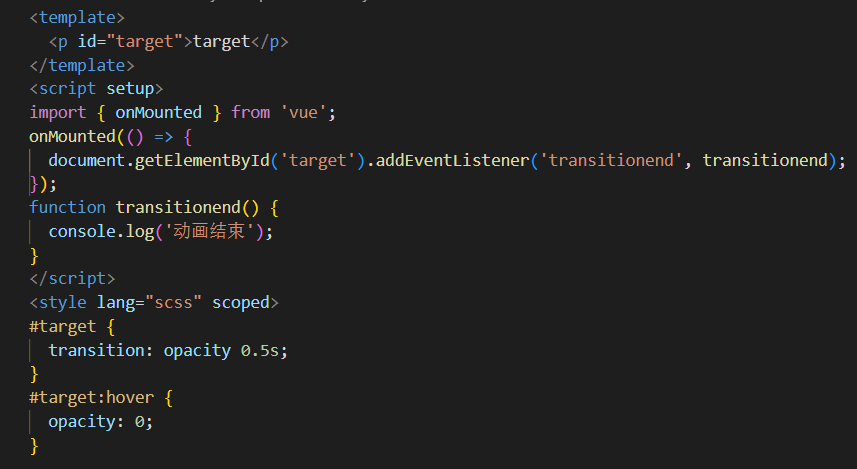 <template>
  <p id="target">target</p>
</template>
<script setup>
import { onMounted } from 'vue';
onMounted(() => {
  document.getElementById('target').addEventListener('transitionend', transitionend);
});
function transitionend() {
  console.log('动画结束');
}
</script>
<style lang="scss" scoped>
#target {
  transition: opacity 0.5s;
}
#target:hover {
  opacity: 0;
}